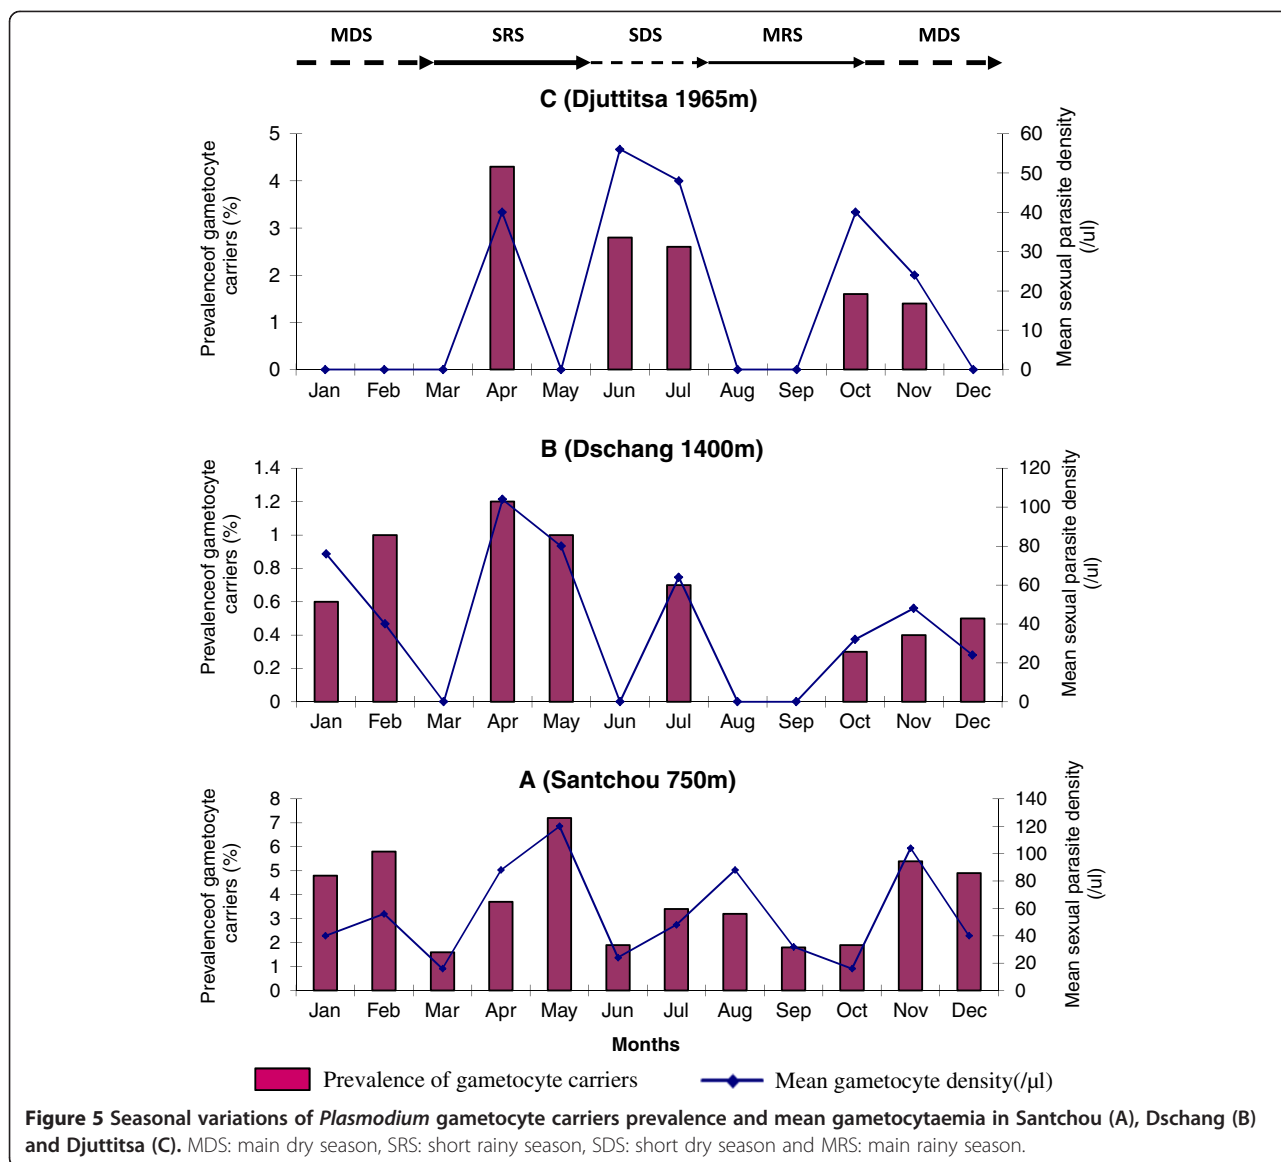 MDS SRS SDS MRS MDS
C (Djuttitsa 1965m)
Prevalenceof gametocyte
carriers (%)
5
4
3
2
1
0
60
50
40
30
20
10
0
Mean sexual parasite density
(/ul)
Jan Feb Mar Apr May Jun Jul Aug Sep Oct Nov Dec
B (Dschang 1400m)
Prevalenceof gametocyte
carriers (%)
1.4
1.2
1
0.8
0.6
0.4
0.2
0
120
100
80
60
40
20
0
Mean sexual parasite density
(/ul)
Jan Feb Mar Apr May Jun Jul Aug Sep Oct Nov Dec
A (Santchou 750m)
Prevalenceof gametocyte
carriers (%)
8
7
6
5
4
3
2
1
0
140
120
100
80
60
40
20
0
Mean sexual parasite density
(/ul)
Jan Feb Mar Apr May Jun Jul Aug Sep Oct Nov Dec
Months
Prevalence of gametocyte carriers Mean gametocyte density(/µl)
Figure 5 Seasonal variations of Plasmodium gametocyte carriers prevalence and mean gametocytaemia in Santchou (A), Dschang (B)
and Djuttitsa (C). MDS: main dry season, SRS: short rainy season, SDS: short dry season and MRS: main rainy season.